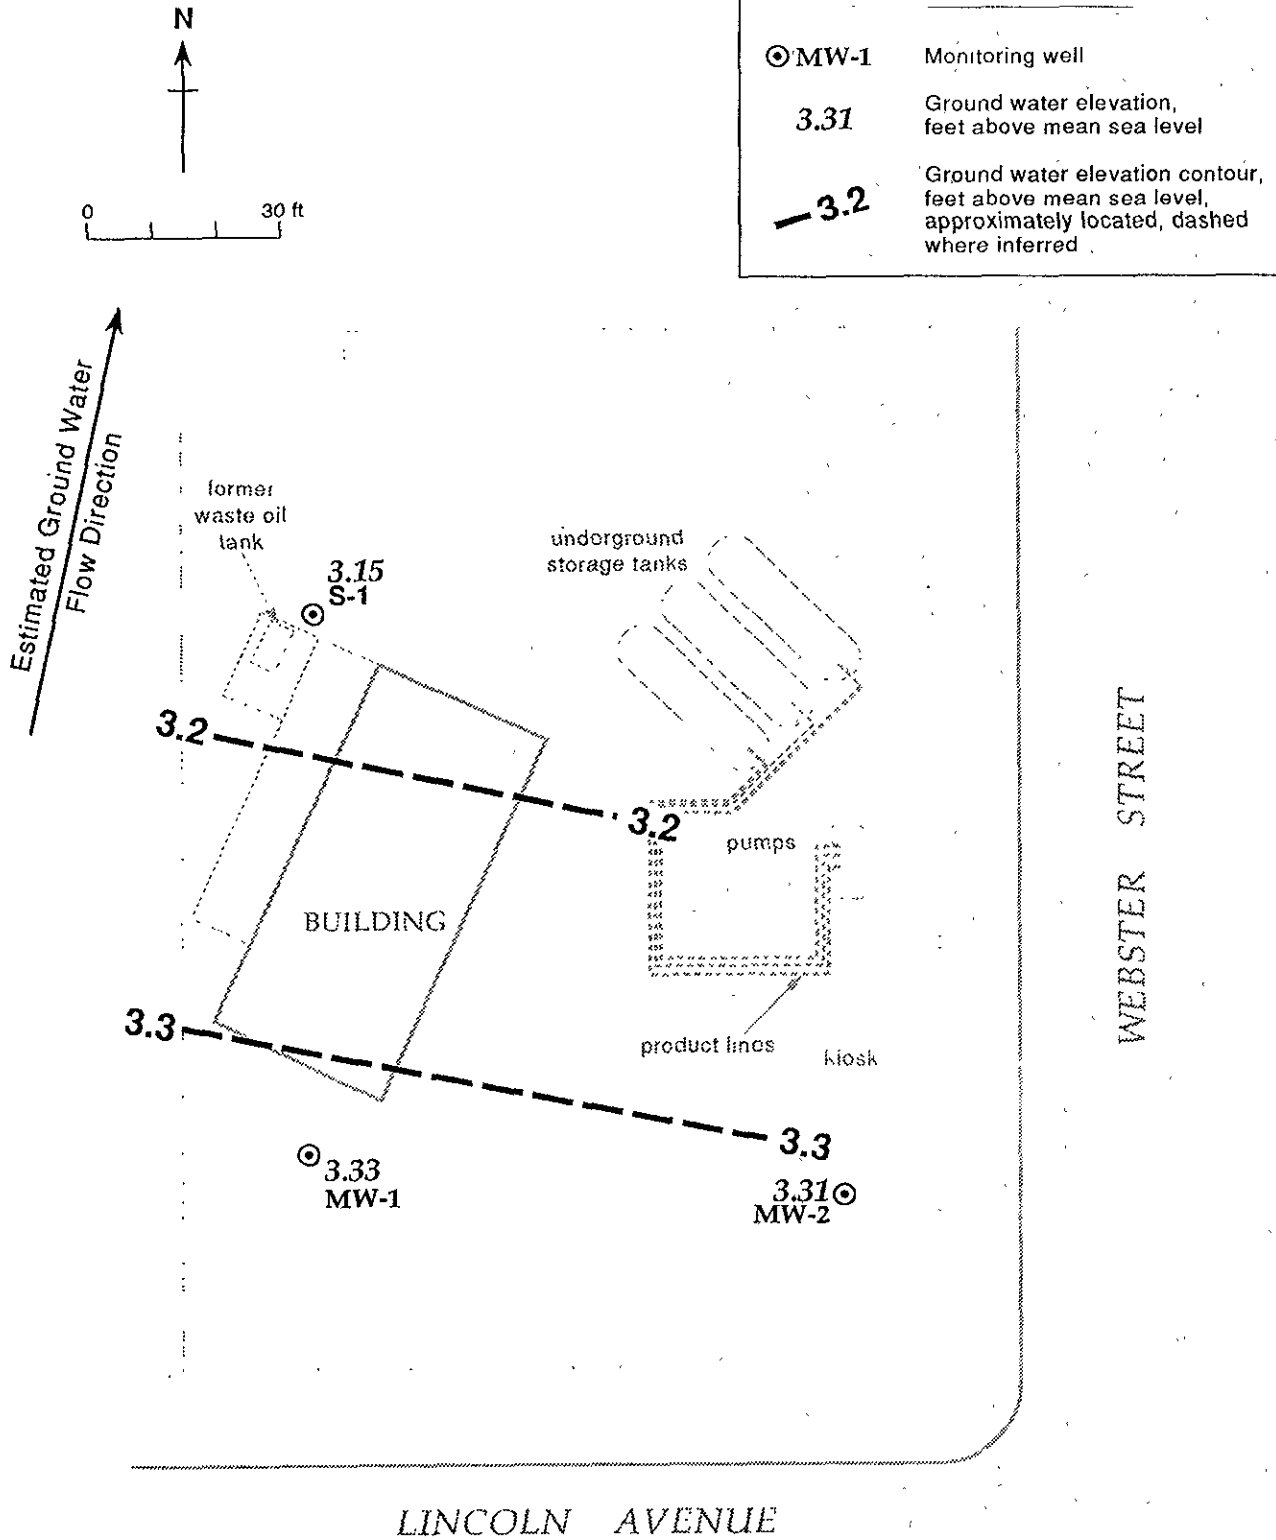 N
0 30 ft
MW-1 Monitoring well
3.31 Ground water elevation,
feet above mean sea level
3.2 Ground water elevation contour,
feet above mean sea level,
approximately located, dashed
where inferred
Estimated Ground Water
Flow Direction
former
waste oil
tank
3.15
S-1
underground
storage tanks
3.2
3.2
pumps
BUILDING
WEBSTER STREET
3.3
product lines
kiosk
3.3
3.33
MW-1
3.31
MW-2
LINCOLN AVENUE